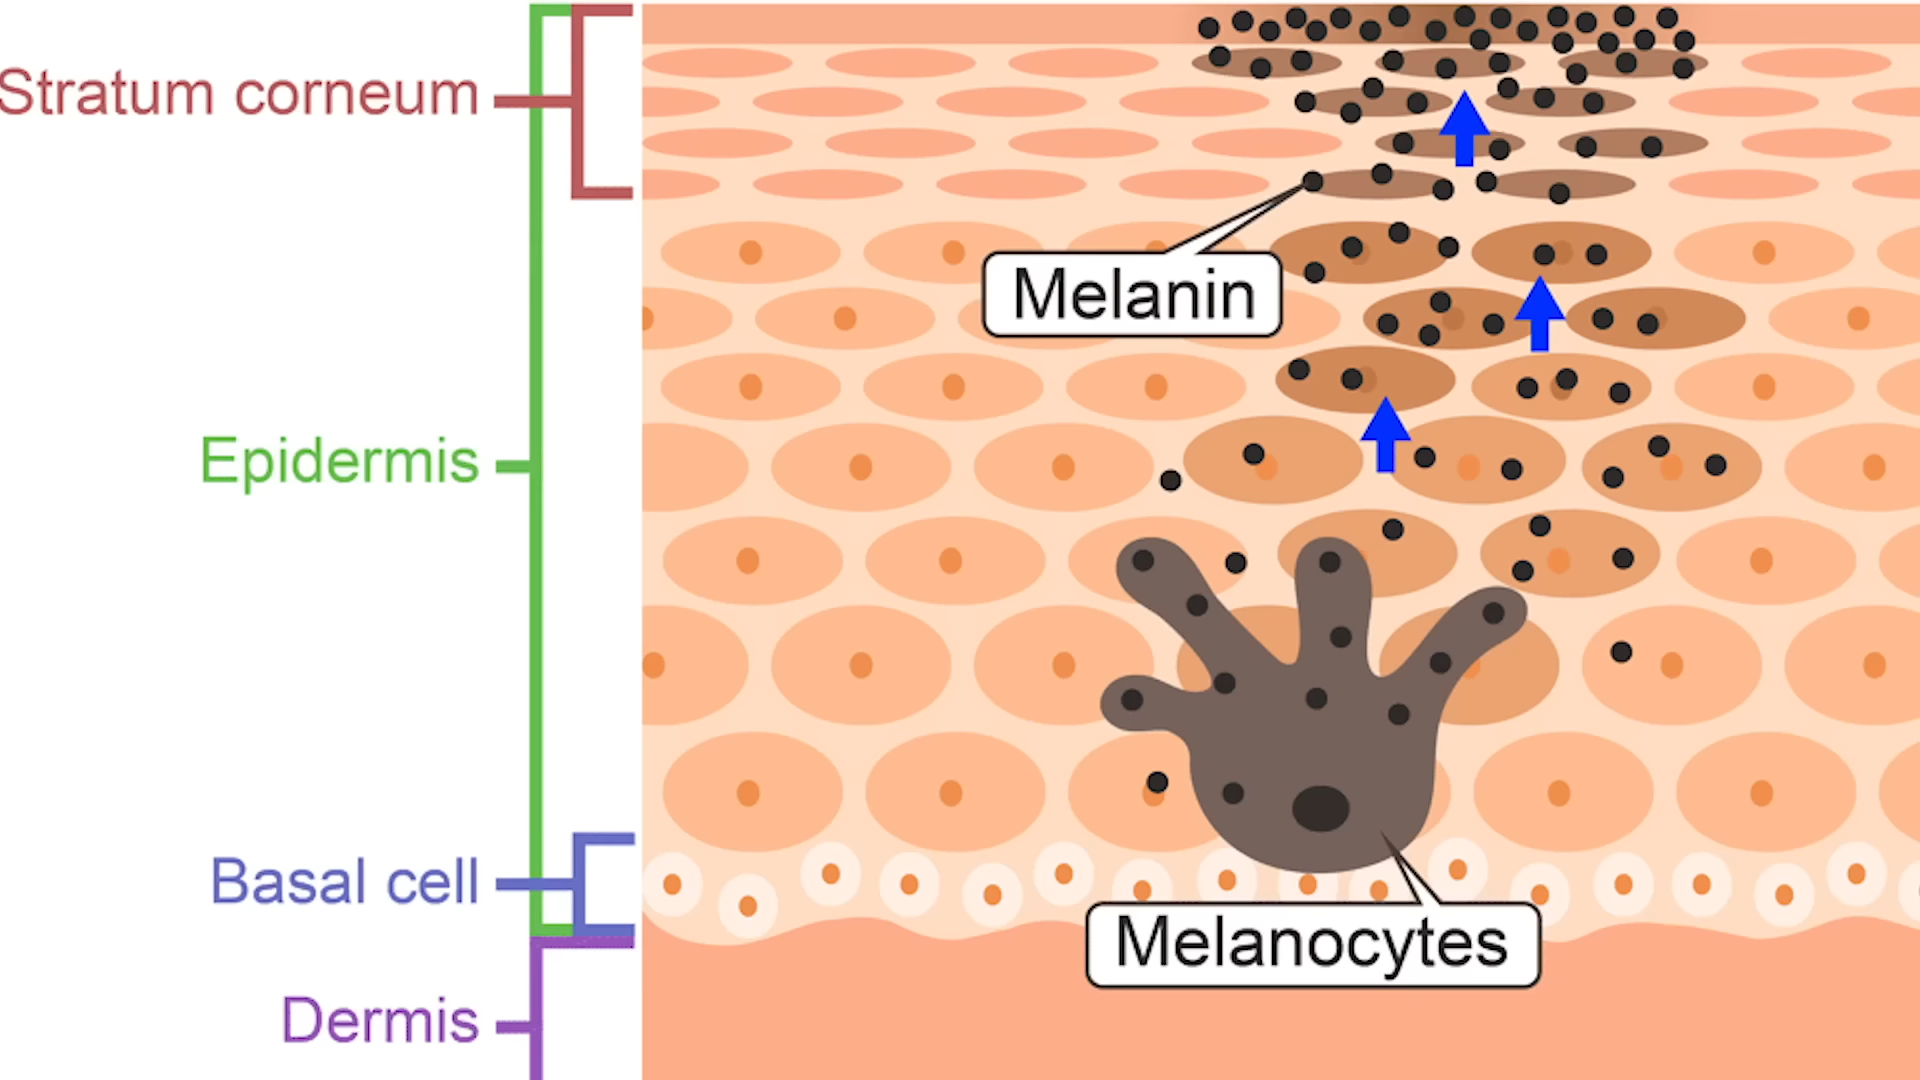 Stratum corneum
Melanin
Epidermis
Basal cell
Melanocytes
Dermis